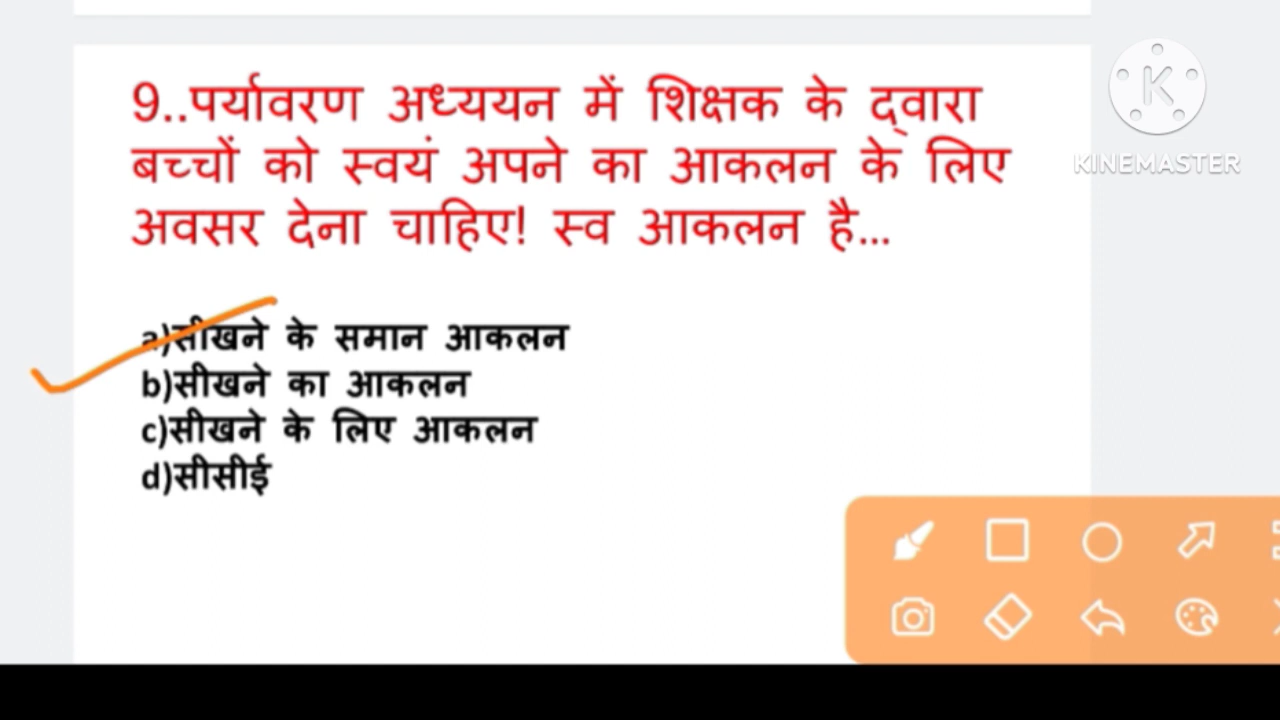 9..पर्यावरण अध्ययन में शिक्षक के द्वारा
बच्चों को स्वयं अपने का आकलन के लिए
अवसर देना चाहिए! स्व आकलन है...
a)सीखने के समान आकलन
b)सीखने का आकलन
c)सीखने के लिए आकलन
d)सीसीई
K
KINEMASTER